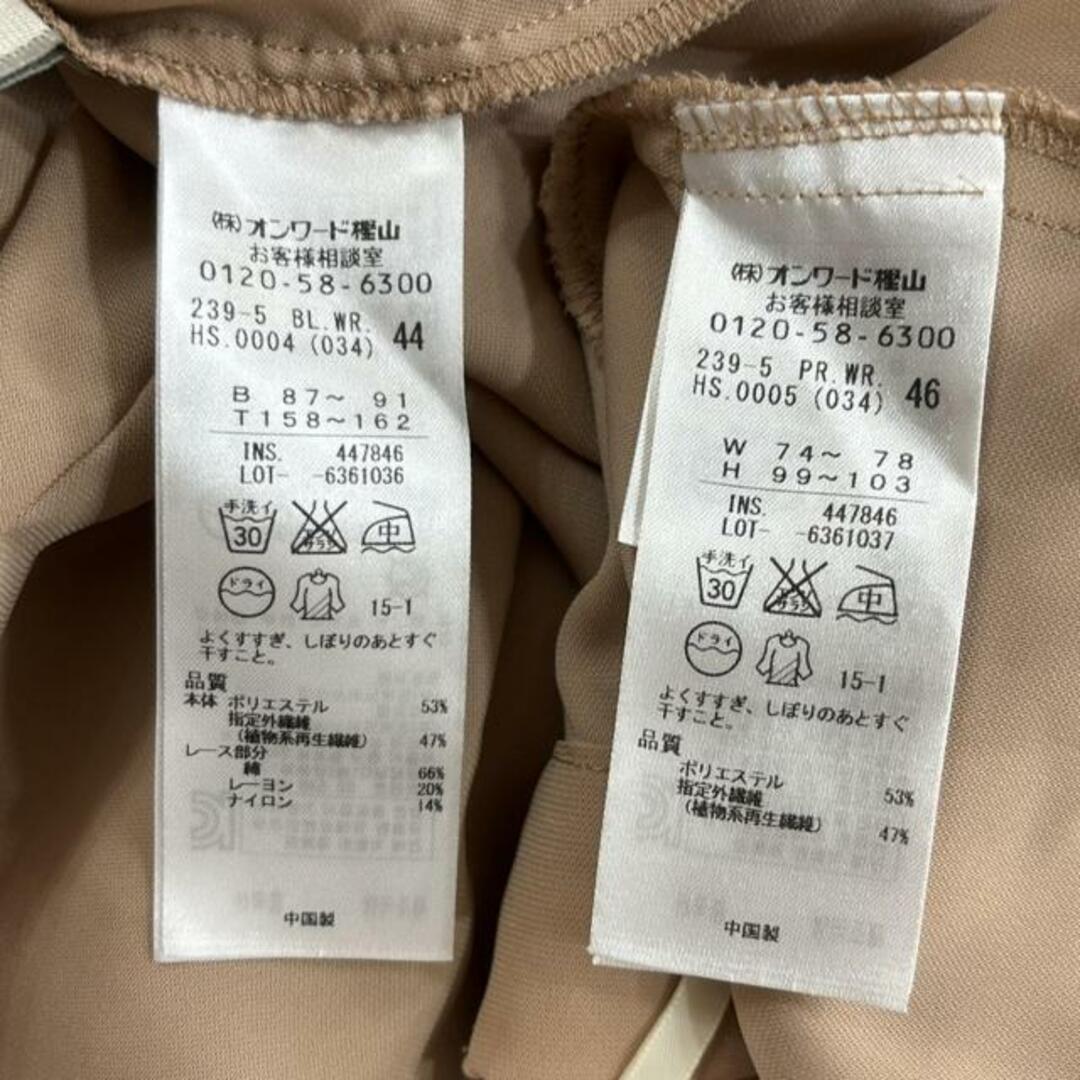 (株)オンワード樫山
お客様相談室
0120-58-6300
239-5 BL.WR.
HS.0004 (034) 44
B 87～ 91
T158～162
INS. 447846
LOT- -6361036
手洗イ
30
中
ドライ
15-1
よくすすぎ、しぼりのあとすぐ
干すこと。
品質
本体 ポリエステル 53%
指定外繊維
(植物系再生繊維) 47%
レース部分
綿 66%
レーヨン 20%
ナイロン 14%
中国製
(株)オンワード樫山
お客様相談室
0120-58-6300
239-5 PR.WR.
HS.0005 (034) 46
W 74～ 78
H 99～103
INS. 447846
LOT- -6361037
手洗イ
30
中
ドライ
15-1
よくすすぎ、しぼりのあとすぐ
干すこと。
品質
ポリエステル 53%
指定外繊維
(植物系再生繊維) 47%
中国製